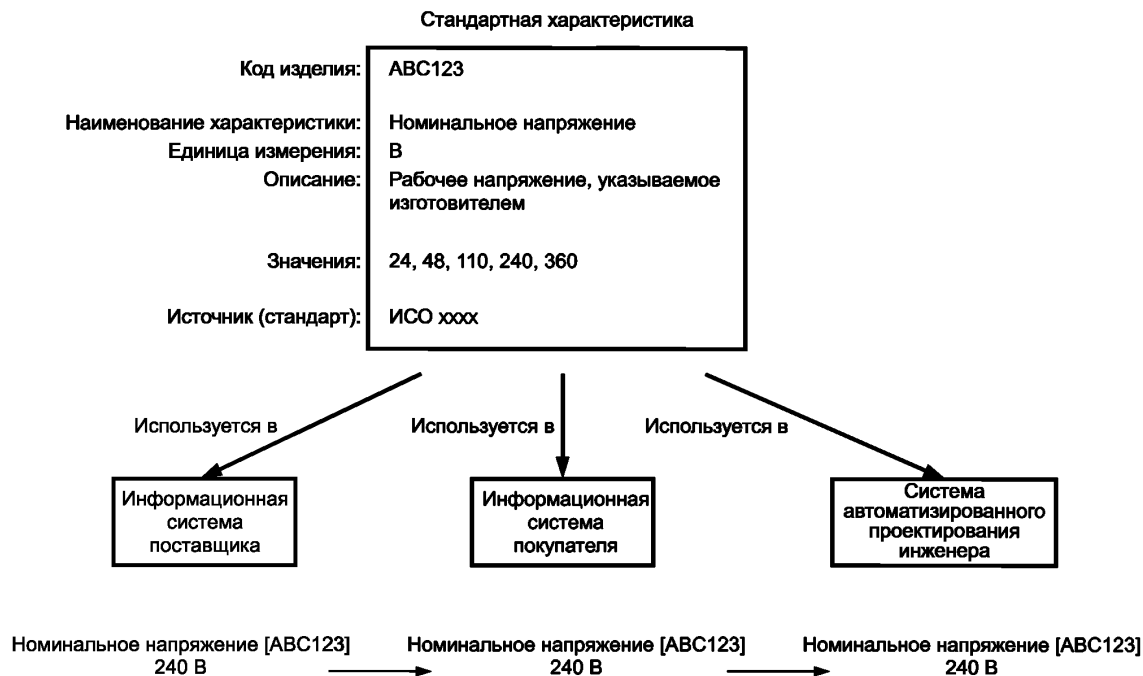 Стандартная характеристика
Код изделия: ABC123
Наименование характеристики: Номинальное напряжение
Единица измерения: В
Описание: Рабочее напряжение, указываемое
изготовителем
Значения: 24, 48, 110, 240, 360
Источник (стандарт): ИСО xxxx
Используется в Используется в Используется в
Информационная
система
поставщика
Информационная
система
покупателя
Система
автоматизированного
проектирования
инженера
Номинальное напряжение [ABC123]
240 В
Номинальное напряжение [ABC123]
240 В
Номинальное напряжение [ABC123]
240 В